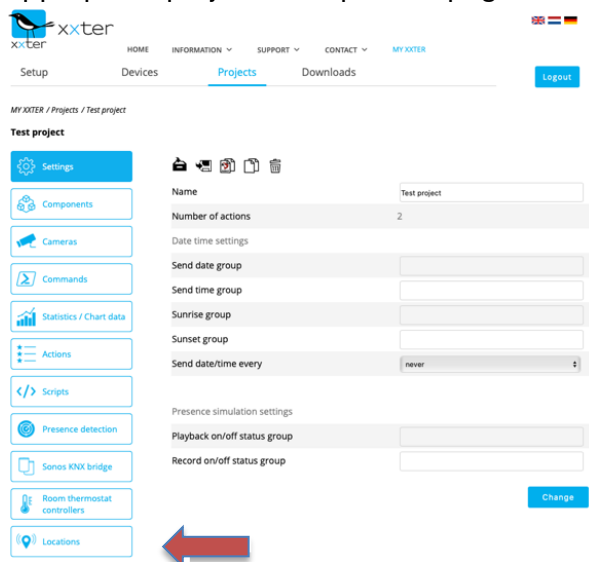 xxter
xxter
HOME INFORMATION SUPPORT CONTACT MY XXTER
Setup Devices Projects Downloads
Logout
MY XXTER / Projects / Test project
Test project
Settings
Components
Cameras
Commands
Statistics / Chart data
Actions
Scripts
Presence detection
Sonos KNX bridge
Room thermostat
controllers
Locations
Name Test project
Number of actions 2
Date time settings
Send date group
Send time group
Sunrise group
Sunset group
Send date/time every never
Presence simulation settings
Playback on/off status group
Record on/off status group
Change